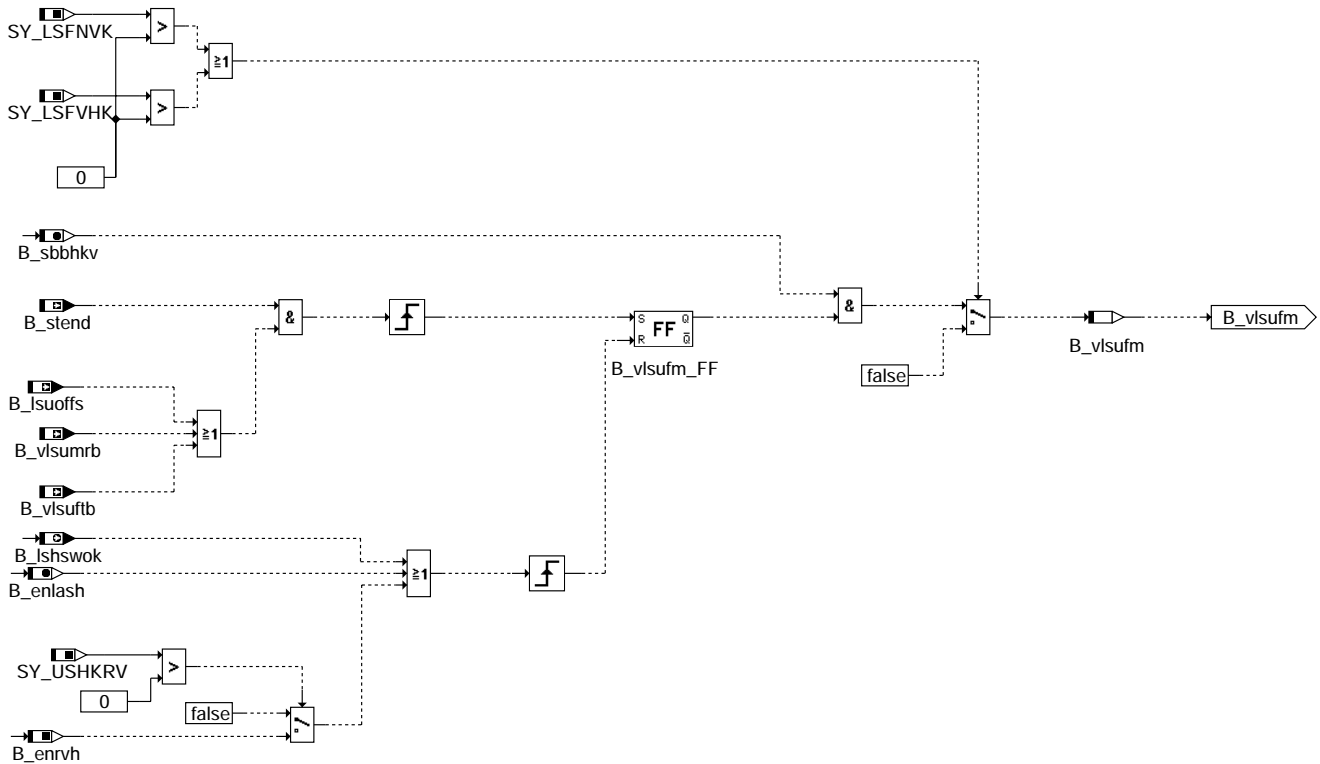 SY_LSFNVK
>
≧1
SY_LSFVHK
>
0
B_sbbhkv
B_stend
&
S Q
FF
R Q̅
B_vlsufm_FF
&
B_vlsufm
B_vlsufm
false
B_lsuoffs
B_vlsumrb
≧1
B_vlsuftb
B_lshswok
B_enlash
≧1
SY_USHKRV
>
0
false
B_enrvh